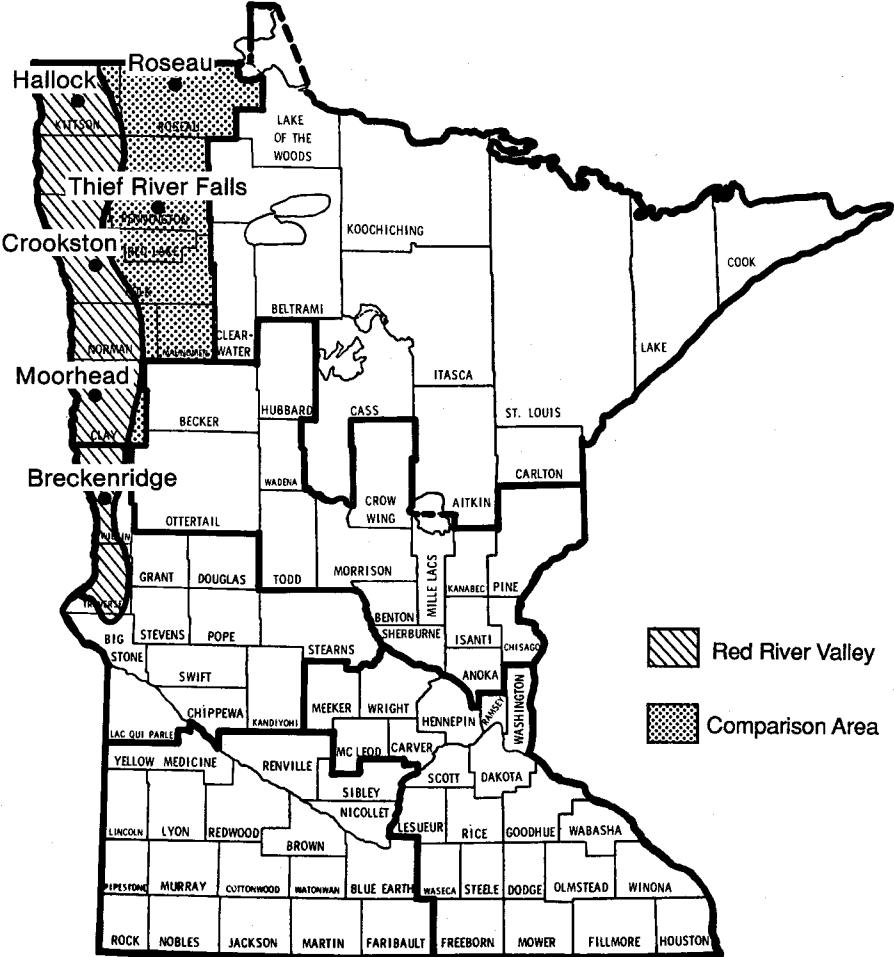 Roseau
Hallock
KITTSON
ROSEAU
LAKE
OF THE
WOODS
Thief River Falls
PENNINGTON
KOOCHICHING
Crookston
RED LAKE
COOK
BELTRAMI
CLEAR-
WATER
NORMAN
MAHNOMEN
LAKE
Moorhead
ITASCA
HUBBARD
CASS
ST. LOUIS
BECKER
CLAY
Breckenridge
WADENA
CARLTON
CROW
WING
AITKIN
OTTERTAIL
GRANT
DOUGLAS
TODD
MORRISON
MILLE LACS
KANABEC
PINE
TRAVERSE
BENTON
SHERBURNE
BIG
STONE
STEVENS
POPE
STEARNS
ISANTI
CHISAGO
Red River Valley
SWIFT
ANOKA
CHIPPEWA
KANDIYOHI
MEEKER
WRIGHT
HENNEPIN
RAMSEY
WASHINGTON
Comparison Area
LAC QUI PARLE
MC LEOD
CARVER
YELLOW MEDICINE
RENVILLE
SCOTT
DAKOTA
SIBLEY
NICOLLET
LINCOLN
LYON
REDWOOD
LESUEUR
RICE
GOODHUE
WABASHA
BROWN
PIPESTONE
MURRAY
COTTONWOOD
WATONWAN
BLUE EARTH
WASECA
STEELE
DODGE
OLMSTEAD
WINONA
ROCK
NOBLES
JACKSON
MARTIN
FARIBAULT
FREEBORN
MOWER
FILLMORE
HOUSTON